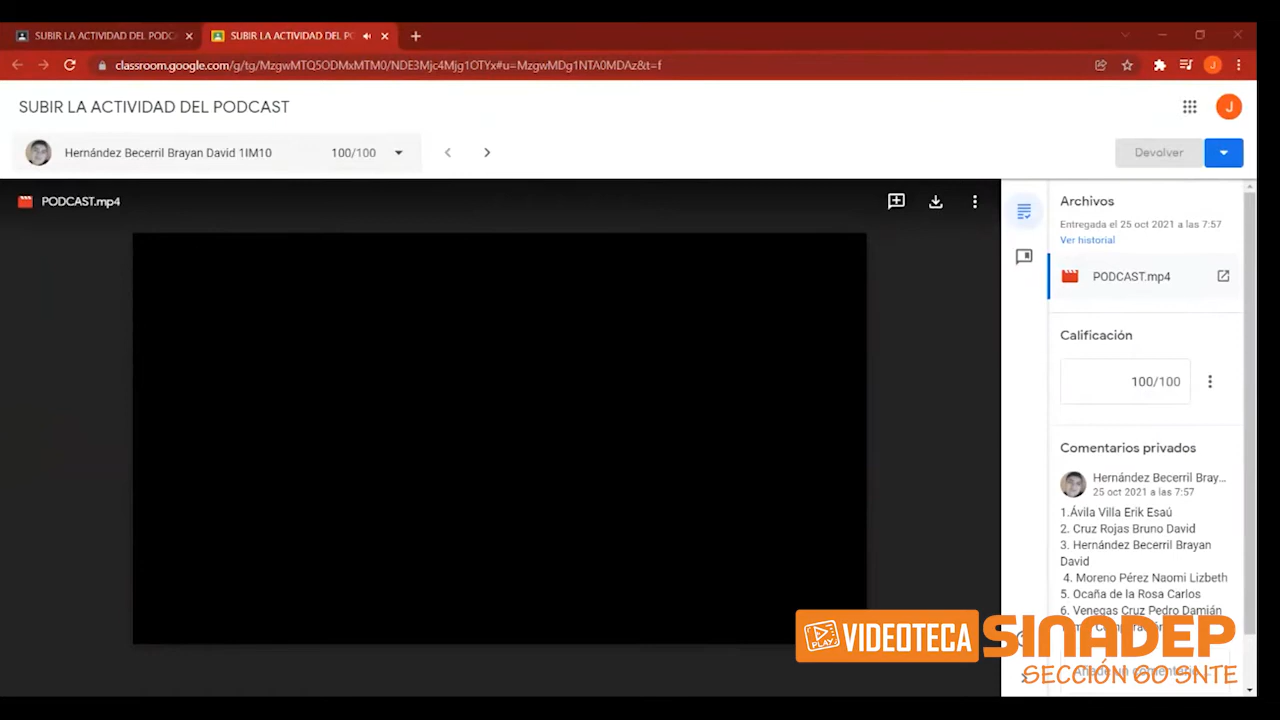 SUBIR LA ACTIVIDAD DEL PODC
SUBIR LA ACTIVIDAD DEL PO
classroom.google.com/g/tg/MzgwMTQ5ODMxMTM0/NDE3Mjc4Mjg1OTYx#u=MzgwMDg1NTA0MDAz&t=f
J
SUBIR LA ACTIVIDAD DEL PODCAST
J
Hernández Becerril Brayan David 1IM10 100/100
Devolver
PODCAST.mp4
Archivos
Entregada el 25 oct 2021 a las 7:57
Ver historial
PODCAST.mp4
Calificación
100/100
Comentarios privados
Hernández Becerril Bray...
25 oct 2021 a las 7:57
1.Ávila Villa Erik Esaú
2. Cruz Rojas Bruno David
3. Hernández Becerril Brayan
David
4. Moreno Pérez Naomi Lizbeth
5. Ocaña de la Rosa Carlos
6. Venegas Cruz Pedro Damián
PLAY VIDEOTECA SINADEP
SECCIÓN 60 SNTE